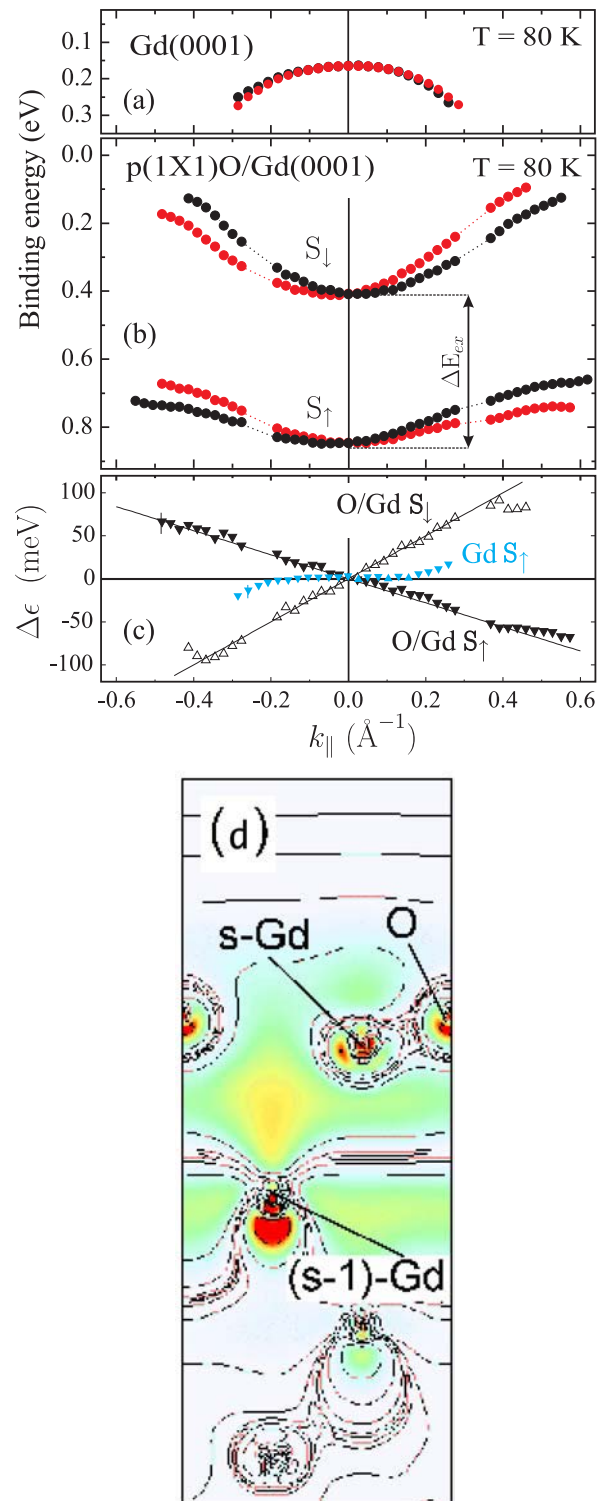 0.1
Gd(0001)
T = 80 K
0.2
(a)
0.3
Binding energy (eV)
0.0
p(1X1)O/Gd(0001)
T = 80 K
0.2
S↓
0.4
(b)
ΔE_ex
0.6
S↑
0.8
100
O/Gd S↓
50
Gd S↑
Δϵ (meV)
0
-50
(c)
O/Gd S↑
-100
-0.6 -0.4 -0.2 0.0 0.2 0.4 0.6
k∥ (Å⁻¹)
(d)
s-Gd
O
(s-1)-Gd